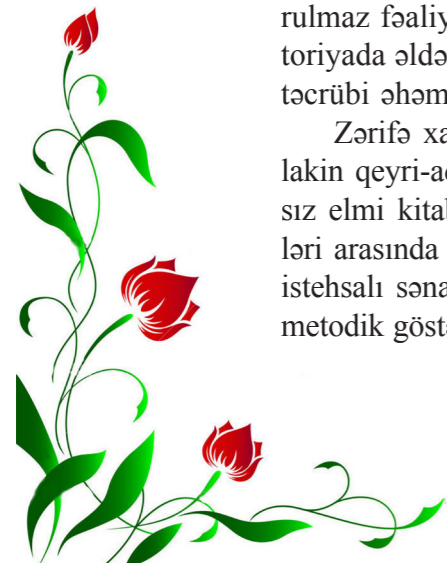 rulmaz fəaliy
toriyada əldə
təcrübi əhəm
Zərifə xa
lakin qeyri-ac
sız elmi kitab
ləri arasında
istehsalı səna
metodik göstə